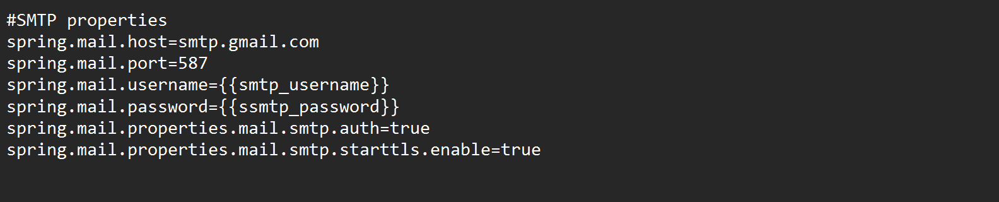 #SMTP properties
spring.mail.host=smtp.gmail.com
spring.mail.port=587
spring.mail.username={{smtp_username}}
spring.mail.password={{ssmtp_password}}
spring.mail.properties.mail.smtp.auth=true
spring.mail.properties.mail.smtp.starttls.enable=true